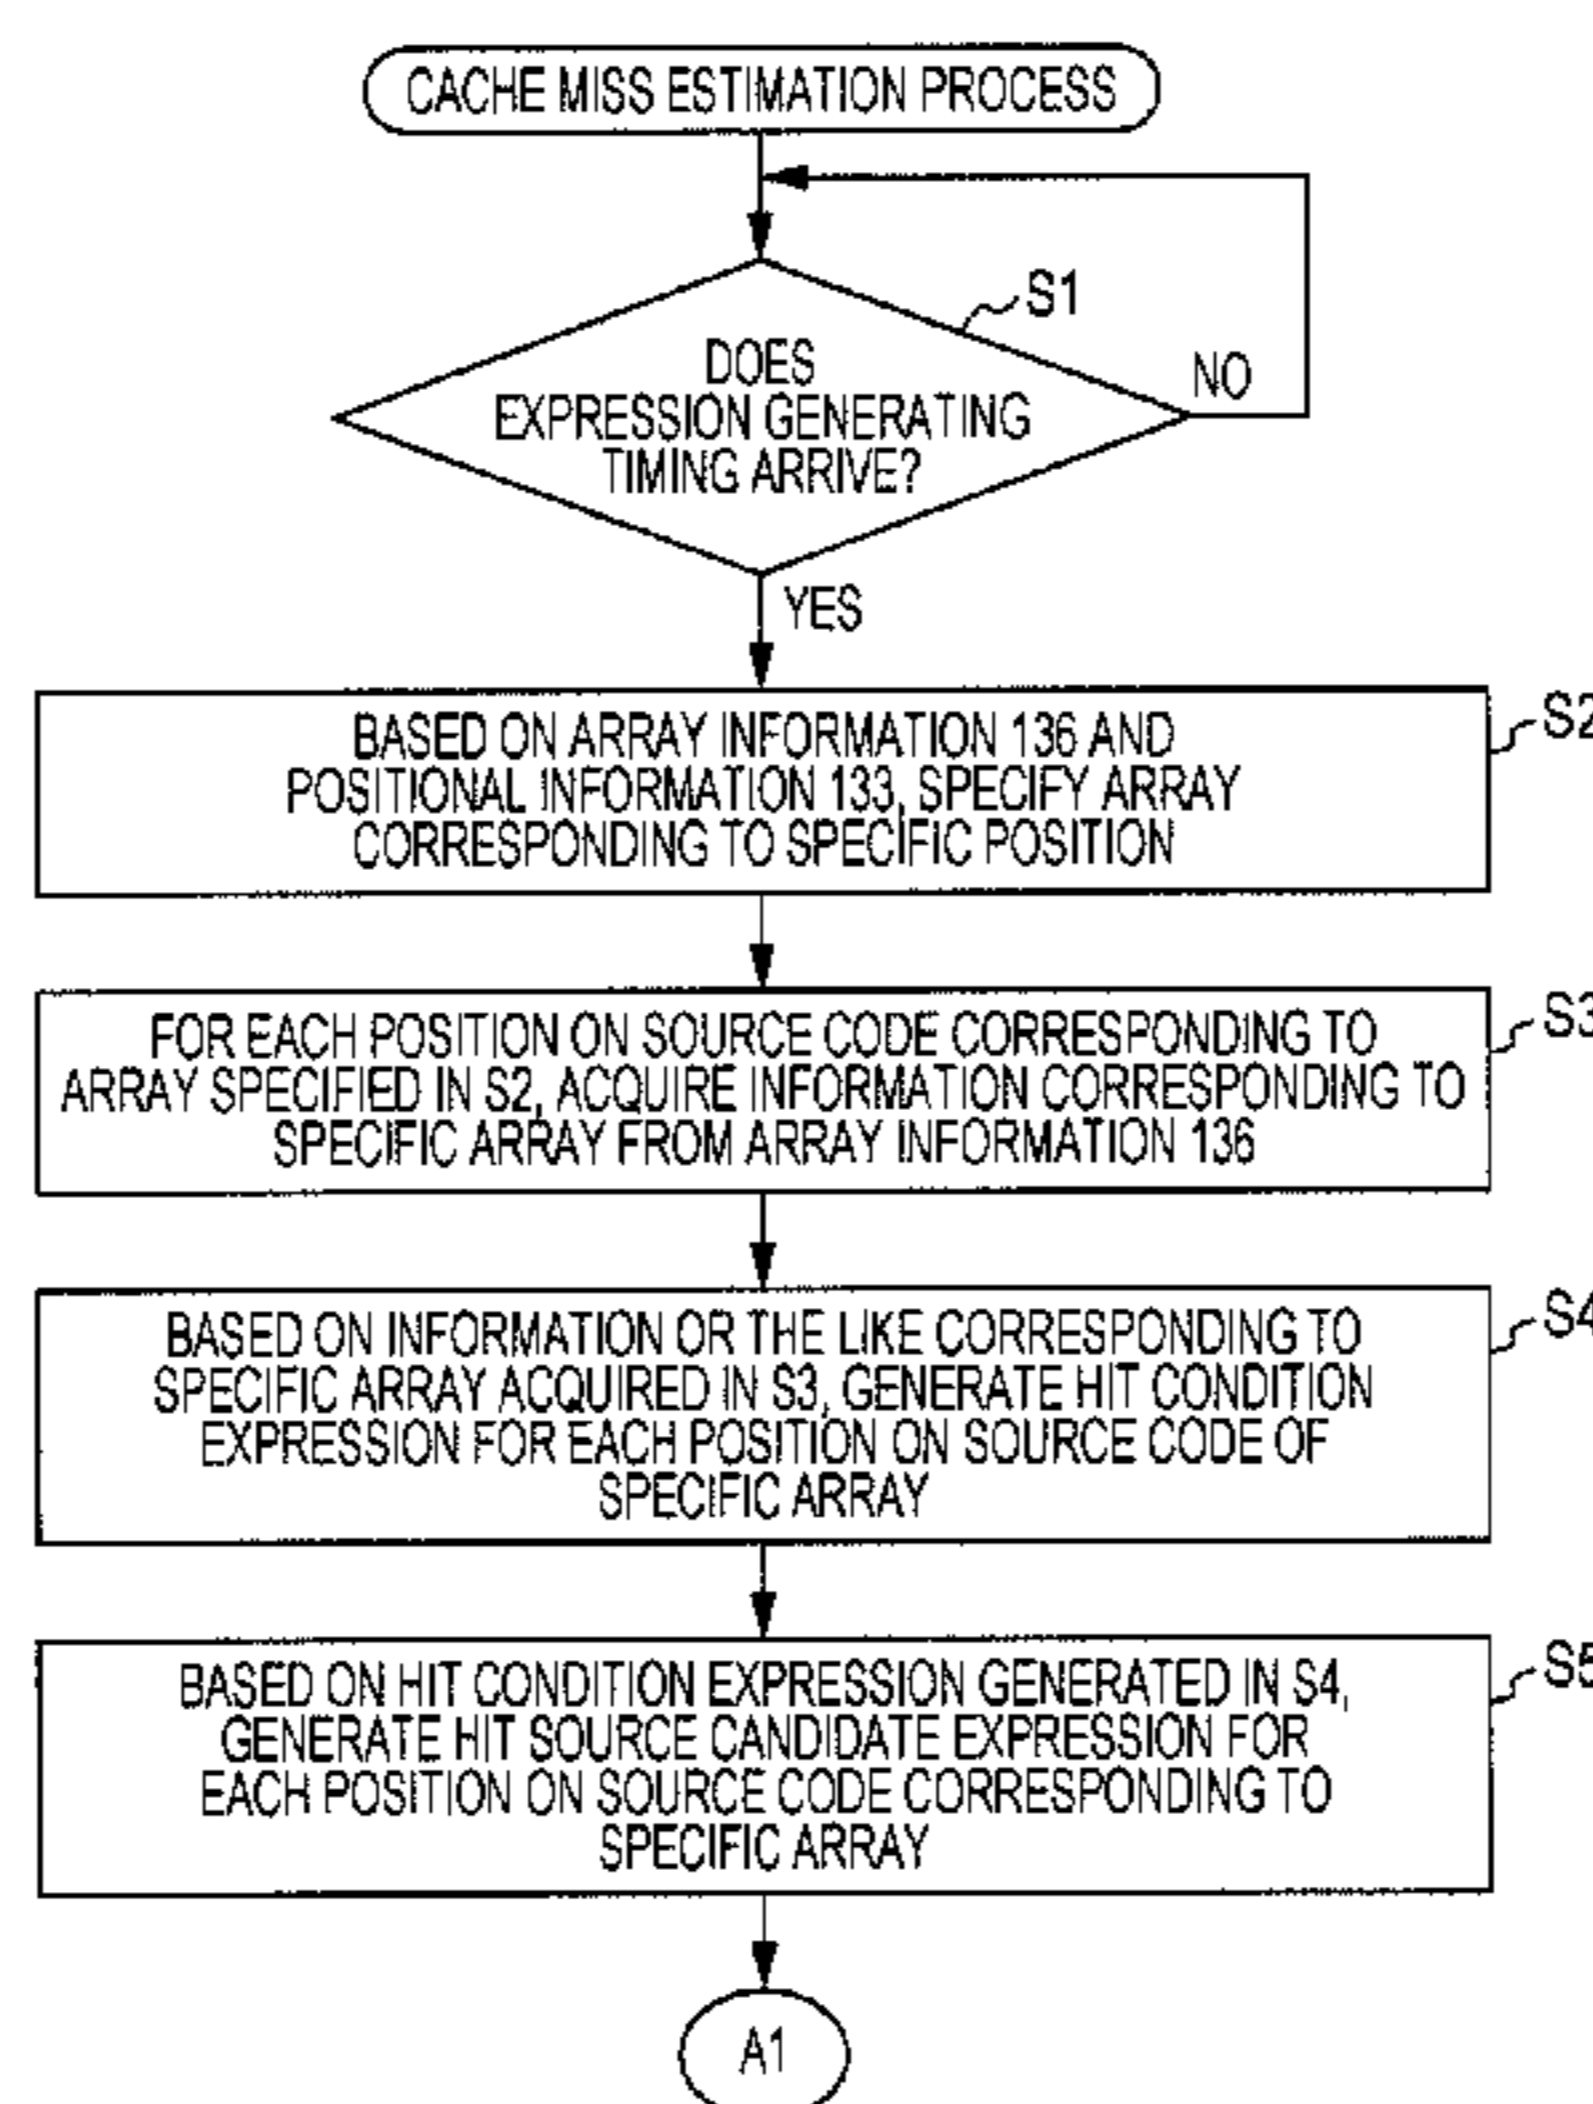 CACHE MISS ESTIMATION PROCESS
S1
DOES
EXPRESSION GENERATING
TIMING ARRIVE?
NO
YES
S2
BASED ON ARRAY INFORMATION 136 AND
POSITIONAL INFORMATION 133, SPECIFY ARRAY
CORRESPONDING TO SPECIFIC POSITION
S3
FOR EACH POSITION ON SOURCE CODE CORRESPONDING TO
ARRAY SPECIFIED IN S2, ACQUIRE INFORMATION CORRESPONDING TO
SPECIFIC ARRAY FROM ARRAY INFORMATION 136
S4
BASED ON INFORMATION OR THE LIKE CORRESPONDING TO
SPECIFIC ARRAY ACQUIRED IN S3, GENERATE HIT CONDITION
EXPRESSION FOR EACH POSITION ON SOURCE CODE OF
SPECIFIC ARRAY
S5
BASED ON HIT CONDITION EXPRESSION GENERATED IN S4,
GENERATE HIT SOURCE CANDIDATE EXPRESSION FOR
EACH POSITION ON SOURCE CODE CORRESPONDING TO
SPECIFIC ARRAY
A1